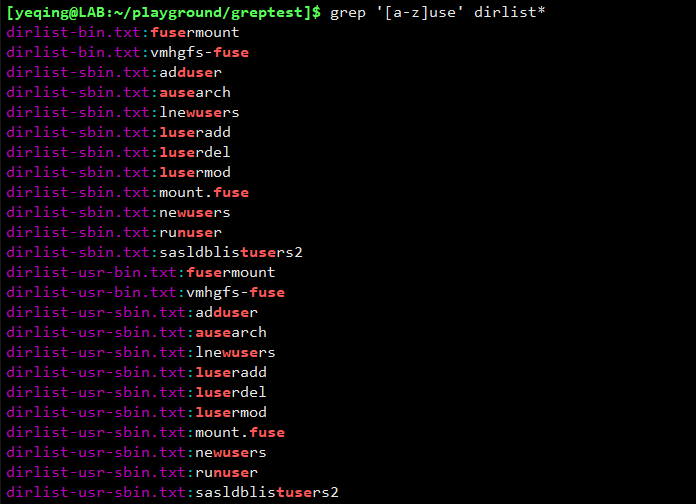 [yeqing@LAB:~/playground/greptest]$ grep '[a-z]use' dirlist*
dirlist-bin.txt:fusermount
dirlist-bin.txt:vmhgfs-fuse
dirlist-sbin.txt:adduser
dirlist-sbin.txt:ausearch
dirlist-sbin.txt:lnewusers
dirlist-sbin.txt:luseradd
dirlist-sbin.txt:luserdel
dirlist-sbin.txt:lusermod
dirlist-sbin.txt:mount.fuse
dirlist-sbin.txt:newusers
dirlist-sbin.txt:runuser
dirlist-sbin.txt:sasldblistusers2
dirlist-usr-bin.txt:fusermount
dirlist-usr-bin.txt:vmhgfs-fuse
dirlist-usr-sbin.txt:adduser
dirlist-usr-sbin.txt:ausearch
dirlist-usr-sbin.txt:lnewusers
dirlist-usr-sbin.txt:luseradd
dirlist-usr-sbin.txt:luserdel
dirlist-usr-sbin.txt:lusermod
dirlist-usr-sbin.txt:mount.fuse
dirlist-usr-sbin.txt:newusers
dirlist-usr-sbin.txt:runuser
dirlist-usr-sbin.txt:sasldblistusers2